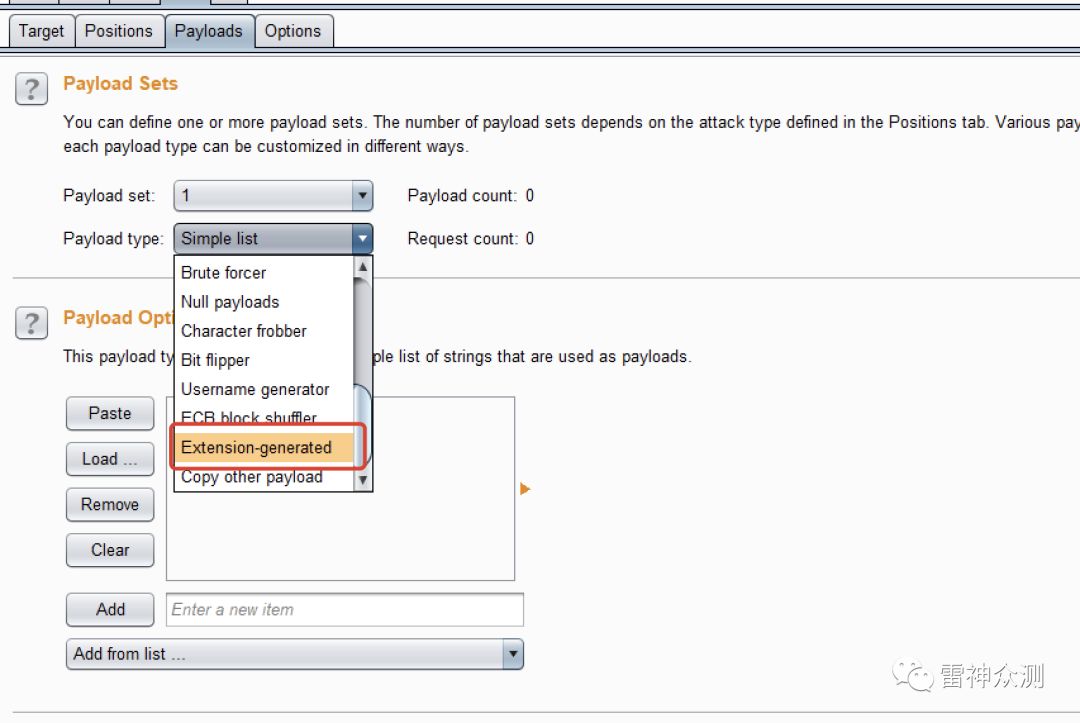 Target Positions Payloads Options
? Payload Sets
You can define one or more payload sets. The number of payload sets depends on the attack type defined in the Positions tab. Various pay
each payload type can be customized in different ways.
Payload set: 1 Payload count: 0
Payload type: Simple list Request count: 0
Brute forcer
Null payloads
? Payload Opti
Character frobber
This payload ty ple list of strings that are used as payloads.
Bit flipper
Username generator
Paste
ECB block shuffler
Load ...
Extension-generated
Copy other payload
Remove
Clear
Add Enter a new item
Add from list ...
雷神众测